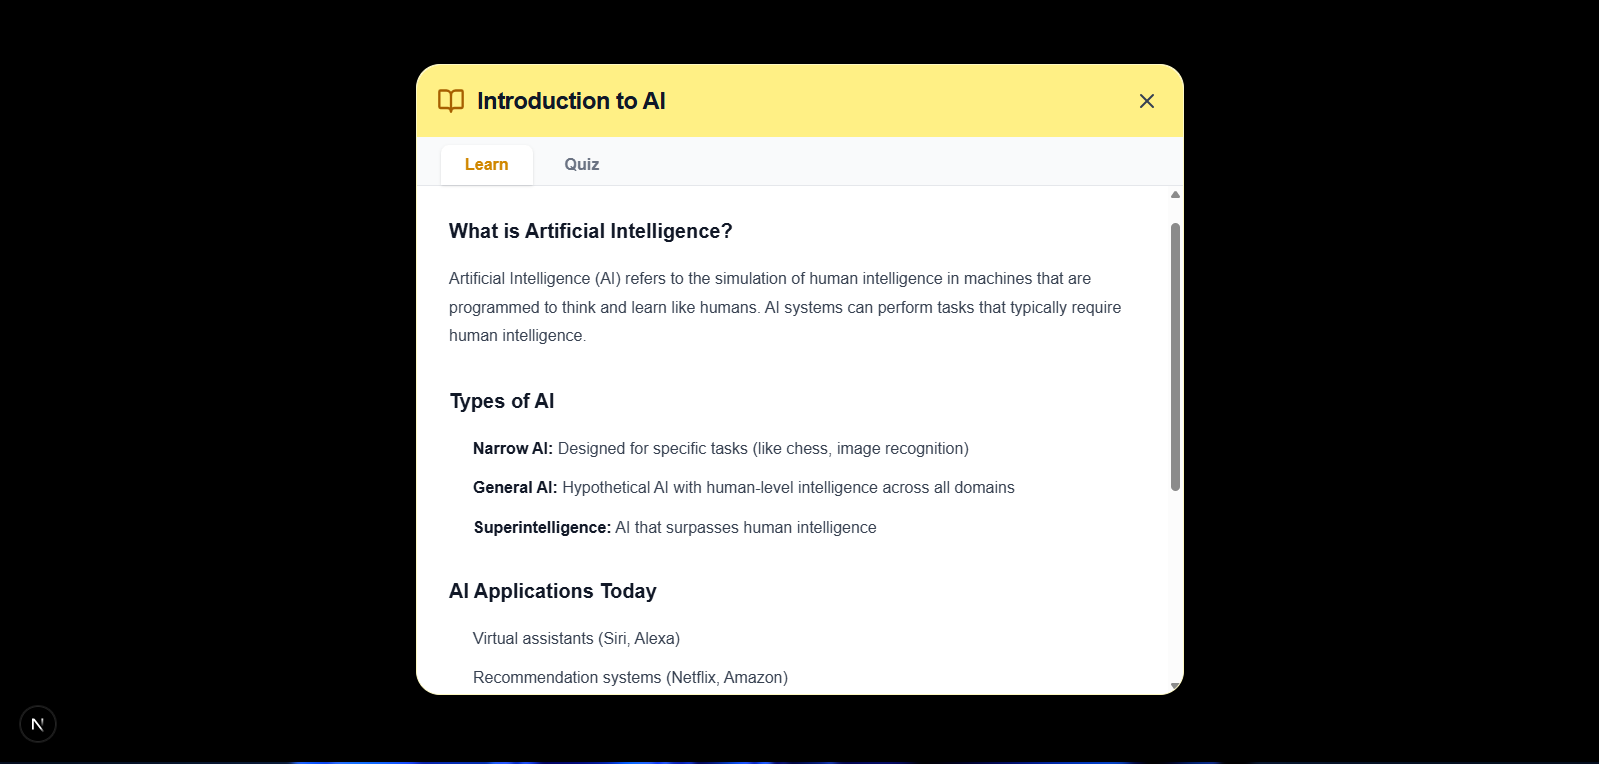 Introduction to AI
Learn
Quiz
What is Artificial Intelligence?
Artificial Intelligence (AI) refers to the simulation of human intelligence in machines that are
programmed to think and learn like humans. AI systems can perform tasks that typically require
human intelligence.
Types of AI
Narrow AI: Designed for specific tasks (like chess, image recognition)
General AI: Hypothetical AI with human-level intelligence across all domains
Superintelligence: AI that surpasses human intelligence
AI Applications Today
Virtual assistants (Siri, Alexa)
Recommendation systems (Netflix, Amazon)
N